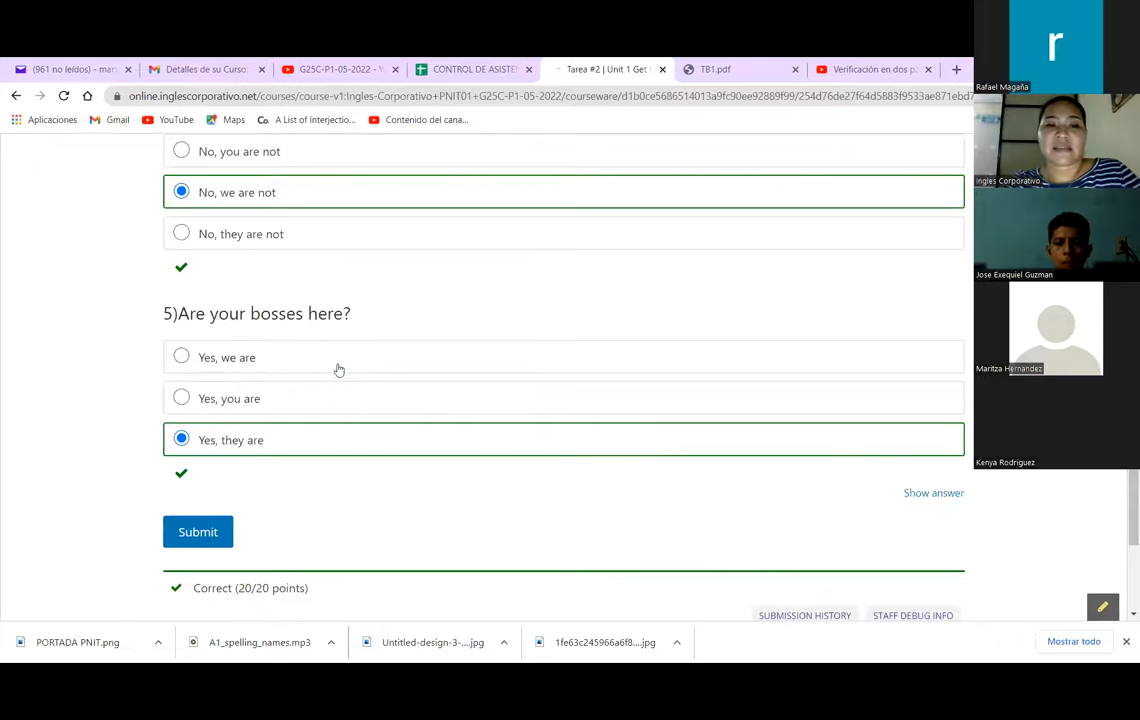 r
Rafael Magaña
(961 no leídos) - mar
Detalles de su Curso
G25C-P1-05-2022 - Y
CONTROL DE ASISTE
Tarea #2 | Unit 1 Get
TB1.pdf
Verificación en dos p
online.inglescorporativo.net/courses/course-v1:Ingles-Corporativo+PNIT01+G25C-P1-05-2022/courseware/d1b0ce5686514013a9fc90ee92889f99/254d76de27f64d5883f9533ae871ebd7
Aplicaciones
Gmail
YouTube
Maps
Co.
A List of Interjectio...
Contenido del cana...
No, you are not
No, we are not
Ingles Corporativo
No, they are not
Jose Exequiel Guzman
5)Are your bosses here?
Yes, we are
Maritza Hernandez
Yes, you are
Yes, they are
Kenya Rodriguez
Show answer
Submit
Correct (20/20 points)
SUBMISSION HISTORY
STAFF DEBUG INFO
PORTADA PNIT.png
A1_spelling_names.mp3
Untitled-design-3-....jpg
1fe63c245966a6f8....jpg
Mostrar todo